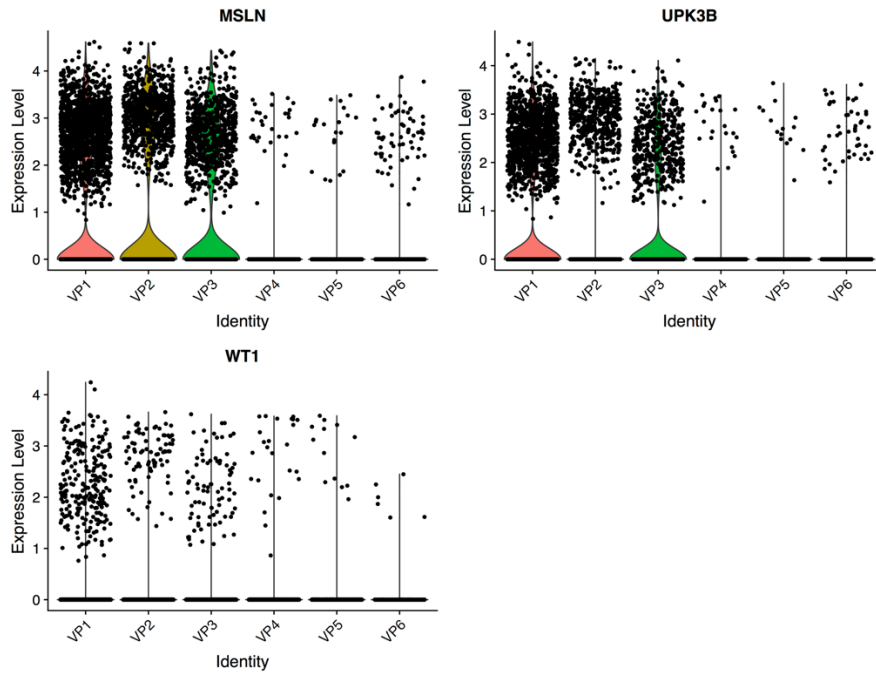 MSLN
Expression Level
4
3
2
1
0
VP1 VP2 VP3 VP4 VP5 VP6
Identity
UPK3B
Expression Level
4
3
2
1
0
VP1 VP2 VP3 VP4 VP5 VP6
Identity
WT1
Expression Level
4
3
2
1
0
VP1 VP2 VP3 VP4 VP5 VP6
Identity